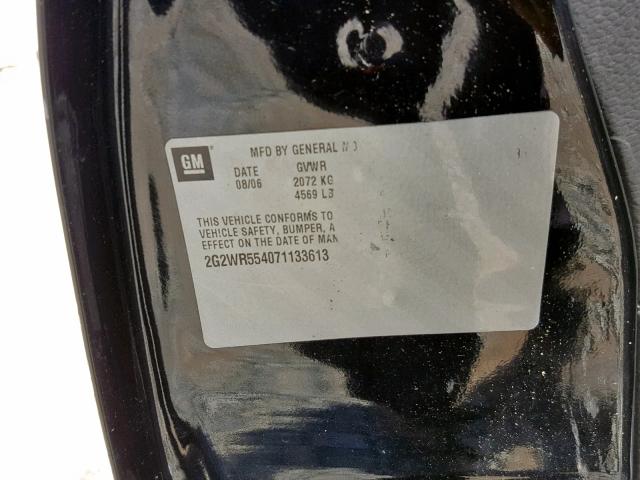 GM
MFD BY GENERAL
DATE GVWR
08/06 2072 KG
4569 LB
THIS VEHICLE CONFORMS TO
VEHICLE SAFETY, BUMPER, A
EFFECT ON THE DATE OF MAN
2G2WR554071133613